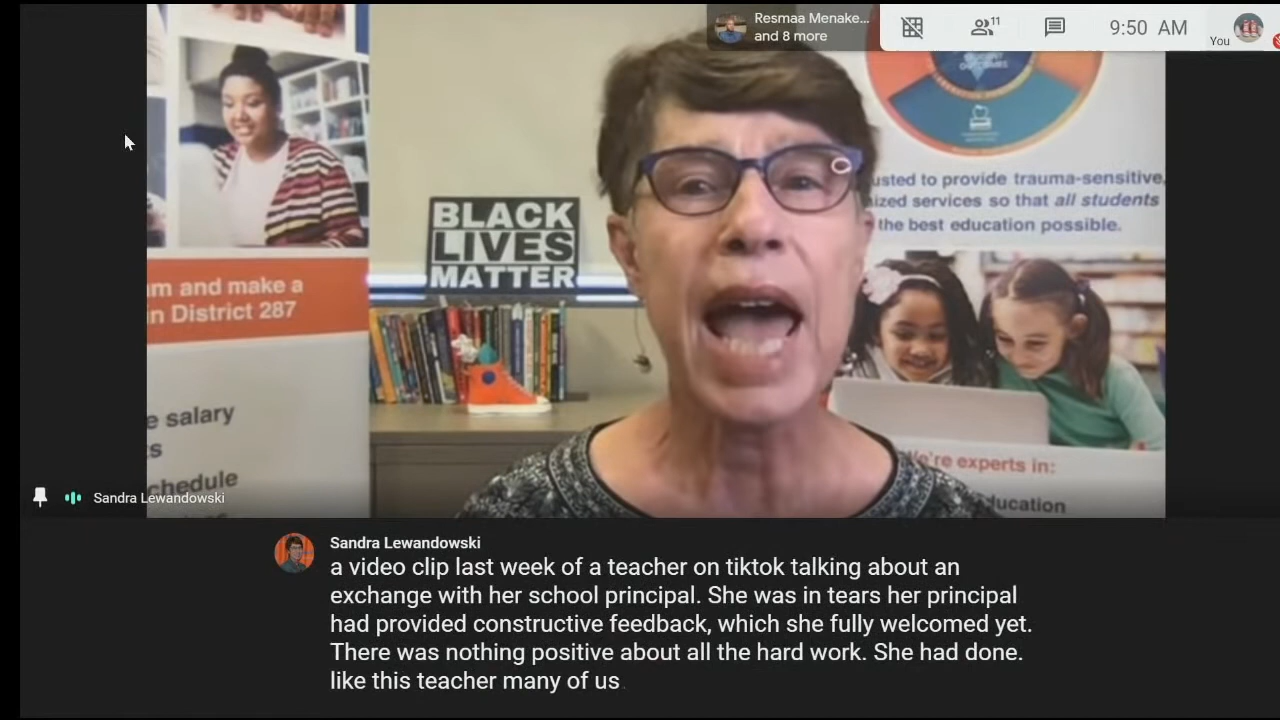 Resmaa Menake...
and 8 more
11
9:50 AM
You
BLACK
LIVES
MATTER
usted to provide trauma-sensitive,
ized services so that all students
the best education possible.
m and make a
in District 287
e salary
ts
schedule
We're experts in:
ducation
Sandra Lewandowski
Sandra Lewandowski
a video clip last week of a teacher on tiktok talking about an
exchange with her school principal. She was in tears her principal
had provided constructive feedback, which she fully welcomed yet.
There was nothing positive about all the hard work. She had done.
like this teacher many of us